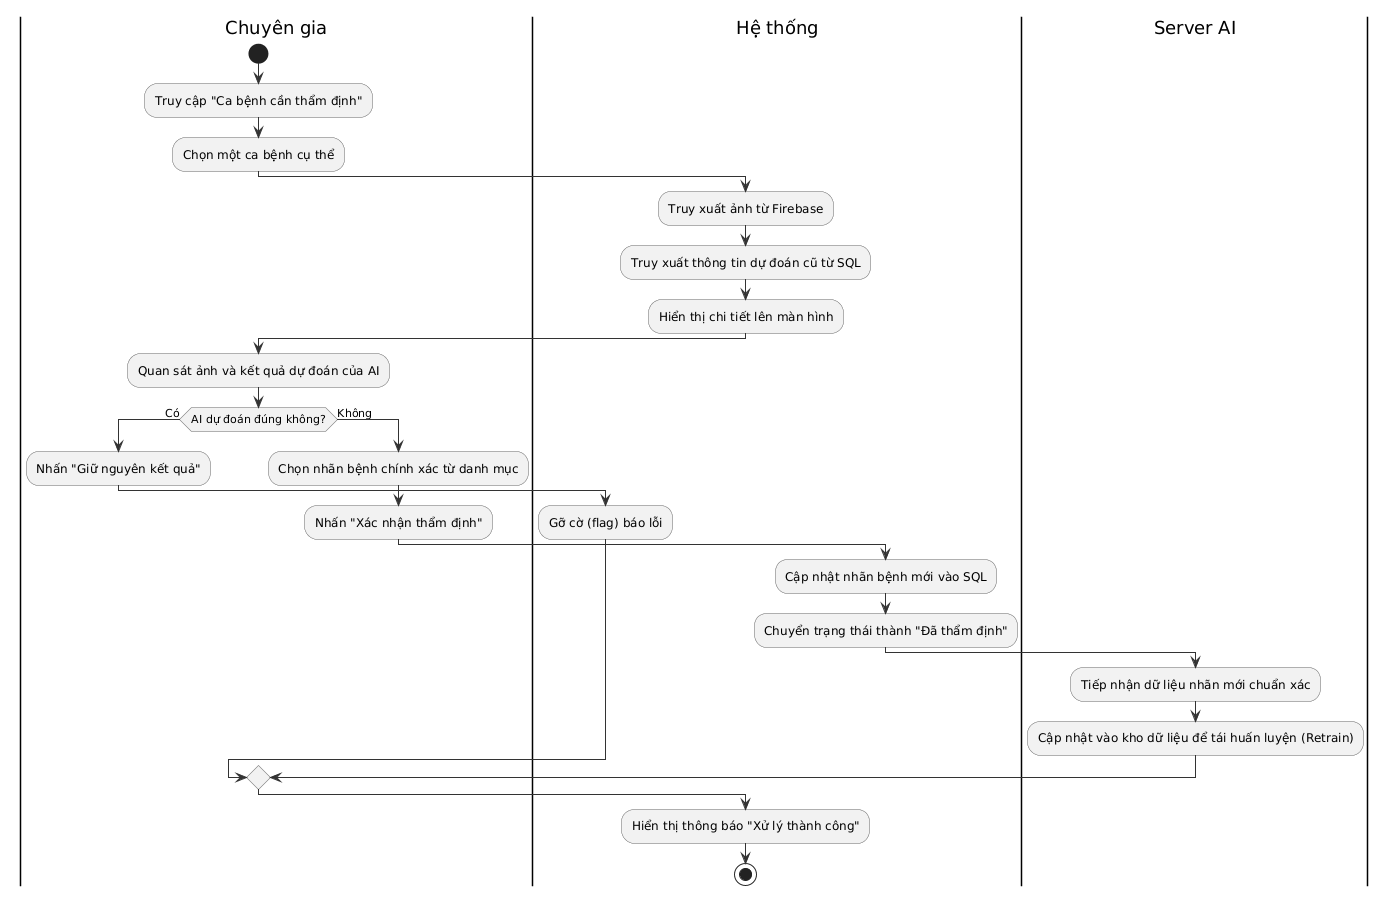 Chuyên gia
Hệ thống
Server AI
Truy cập "Ca bệnh cần thẩm định"
Chọn một ca bệnh cụ thể
Truy xuất ảnh từ Firebase
Truy xuất thông tin dự đoán cũ từ SQL
Hiển thị chi tiết lên màn hình
Quan sát ảnh và kết quả dự đoán của AI
Có
AI dự đoán đúng không?
Không
Nhấn "Giữ nguyên kết quả"
Chọn nhãn bệnh chính xác từ danh mục
Nhấn "Xác nhận thẩm định"
Gỡ cờ (flag) báo lỗi
Cập nhật nhãn bệnh mới vào SQL
Chuyển trạng thái thành "Đã thẩm định"
Tiếp nhận dữ liệu nhãn mới chuẩn xác
Cập nhật vào kho dữ liệu để tái huấn luyện (Retrain)
Hiển thị thông báo "Xử lý thành công"